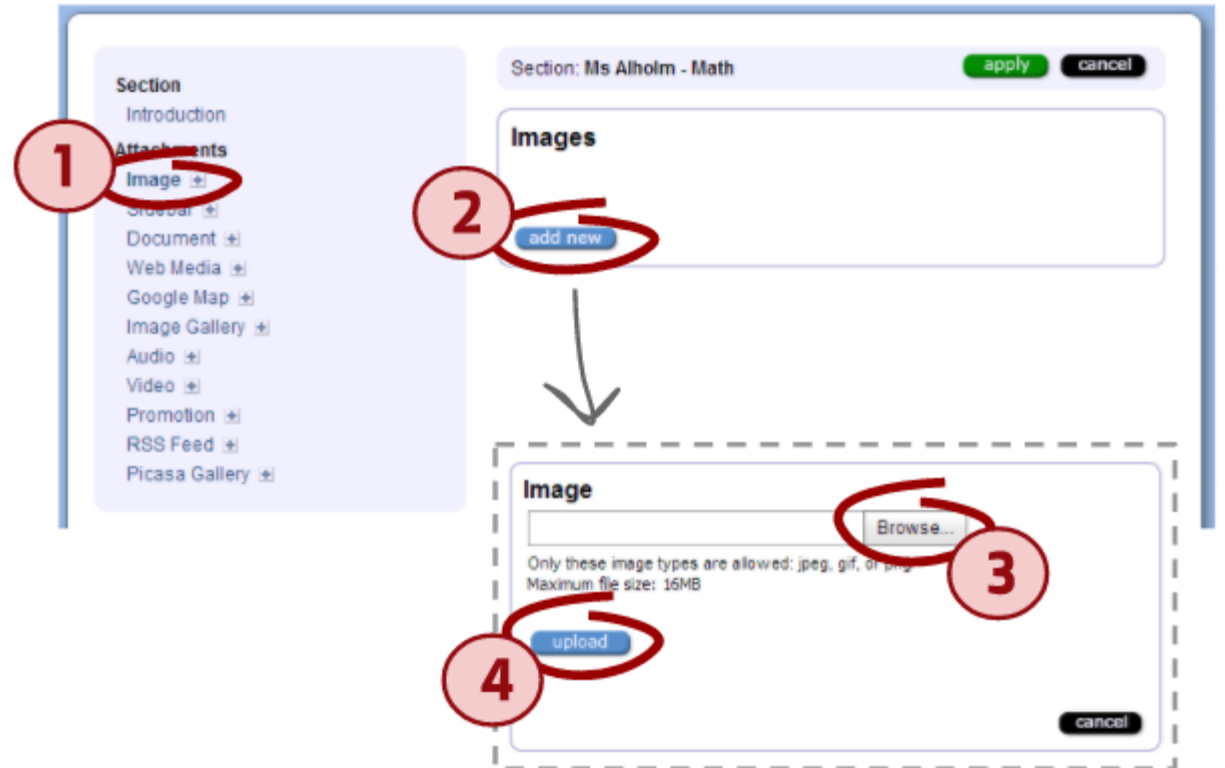 Section
Introduction
Attachments
1
Image
Sidebar
Document
Web Media
Google Map
Image Gallery
Audio
Video
Promotion
RSS Feed
Picasa Gallery
Section: Ms Alholm - Math
apply
cancel
Images
2
add new
Image
Browse...
3
Only these image types are allowed: jpeg, gif, or png
Maximum file size: 16MB
4
upload
cancel